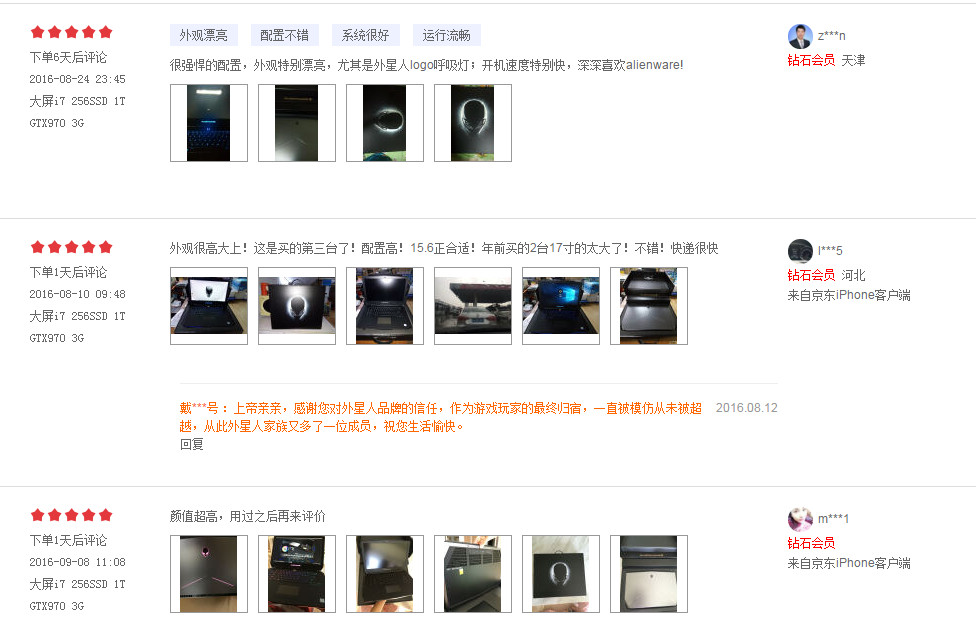 外观漂亮 配置不错 系统很好 运行流畅
z***n
下单6天后评论
很强悍的配置，外观特别漂亮，尤其是外星人logo呼吸灯；开机速度特别快，深深喜欢alienware!
钻石会员 天津
2016-08-24 23:45
大屏i7 256SSD 1T
GTX970 3G
外观很高大上！这是买的第三台了！配置高！15.6正合适！年前买的2台17寸的太大了！不错！快递很快
l***5
下单1天后评论
钻石会员 河北
2016-08-10 09:48
来自京东iPhone客户端
大屏i7 256SSD 1T
GTX970 3G
戴***号：上帝亲亲，感谢您对外星人品牌的信任，作为游戏玩家的最终归宿，一直被模仿从未被超 2016.08.12
越，从此外星人家族又多了一位成员，祝您生活愉快。
回复
颜值超高，用过之后再来评价
m***1
下单1天后评论
钻石会员
2016-09-08 11:08
来自京东iPhone客户端
大屏i7 256SSD 1T
GTX970 3G